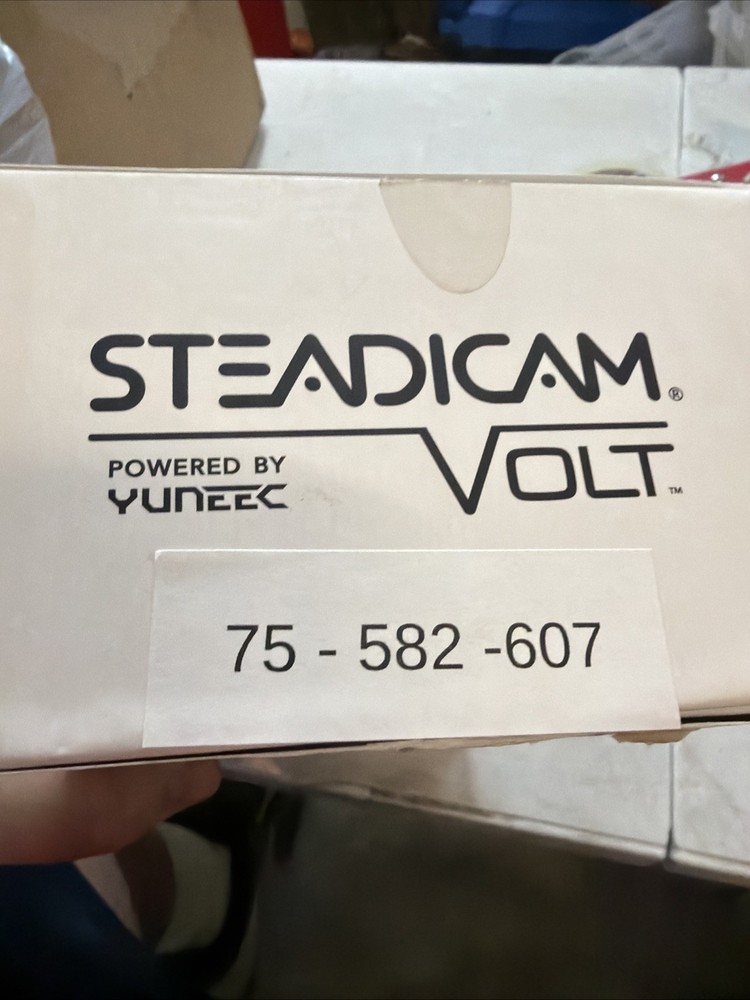 STEADICAM®
VOLT™
POWERED BY
YUNEEC
75 - 582 -607